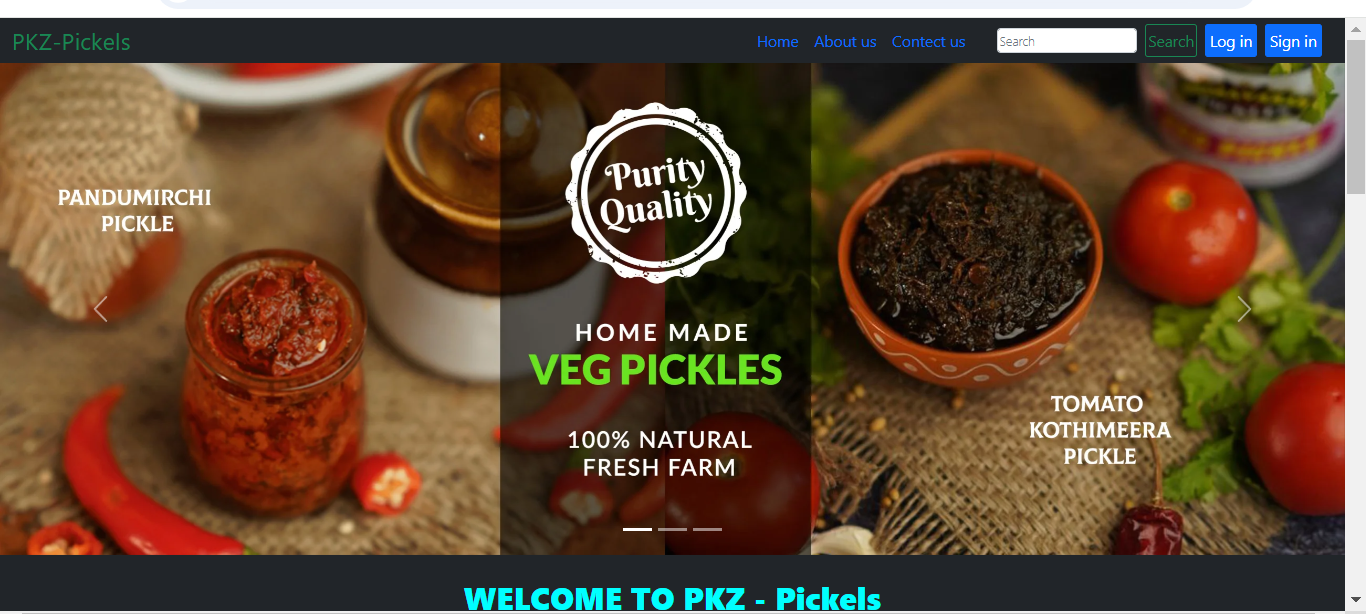 PKZ-Pickels
Home About us Contect us Search Search Log in Sign in
PANDUMIRCHI
PICKLE
Purity
Quality
HOME MADE
VEG PICKLES
100% NATURAL
FRESH FARM
TOMATO
KOTHIMEERA
PICKLE
WELCOME TO PKZ - Pickels